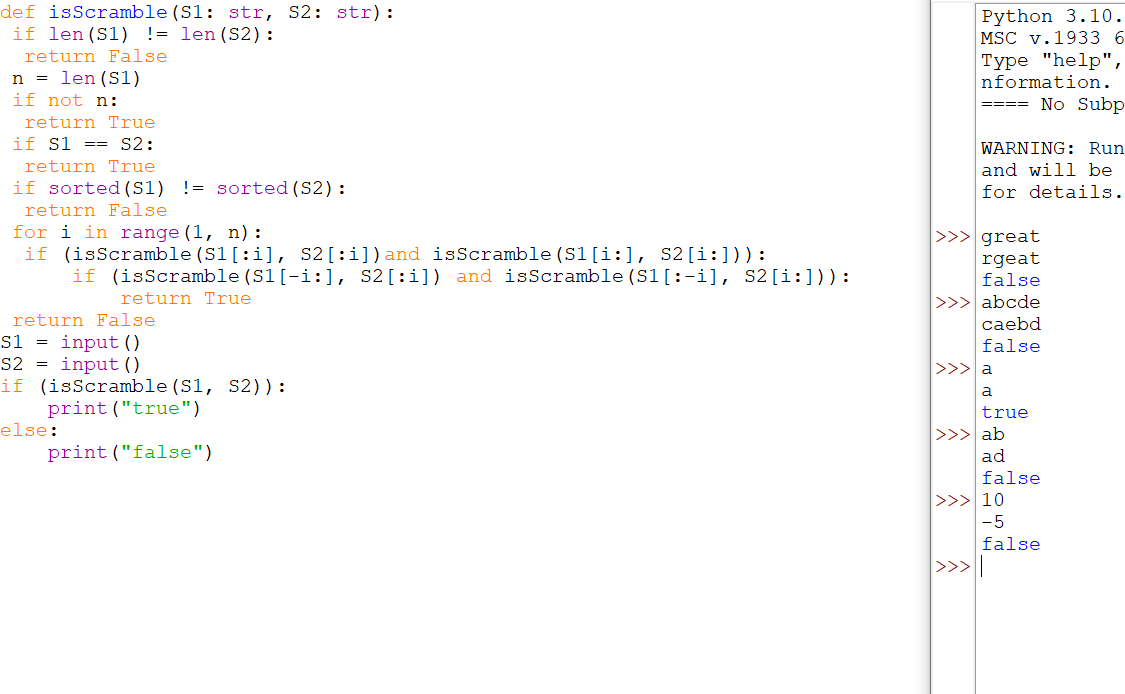 def isScramble(S1: str, S2: str):
 if len(S1) != len(S2):
  return False
 n = len(S1)
 if not n:
  return True
 if S1 == S2:
  return True
 if sorted(S1) != sorted(S2):
  return False
 for i in range(1, n):
  if (isScramble(S1[:i], S2[:i])and isScramble(S1[i:], S2[i:])):
      if (isScramble(S1[-i:], S2[:i]) and isScramble(S1[:-i], S2[i:])):
          return True
 return False
S1 = input()
S2 = input()
if (isScramble(S1, S2)):
    print("true")
else:
    print("false")
Python 3.10.
MSC v.1933 6
Type "help",
nformation.
==== No Subp
WARNING: Run
and will be
for details.
>>> great
rgeat
false
>>> abcde
caebd
false
>>> a
a
true
>>> ab
ad
false
>>> 10
-5
false
>>>